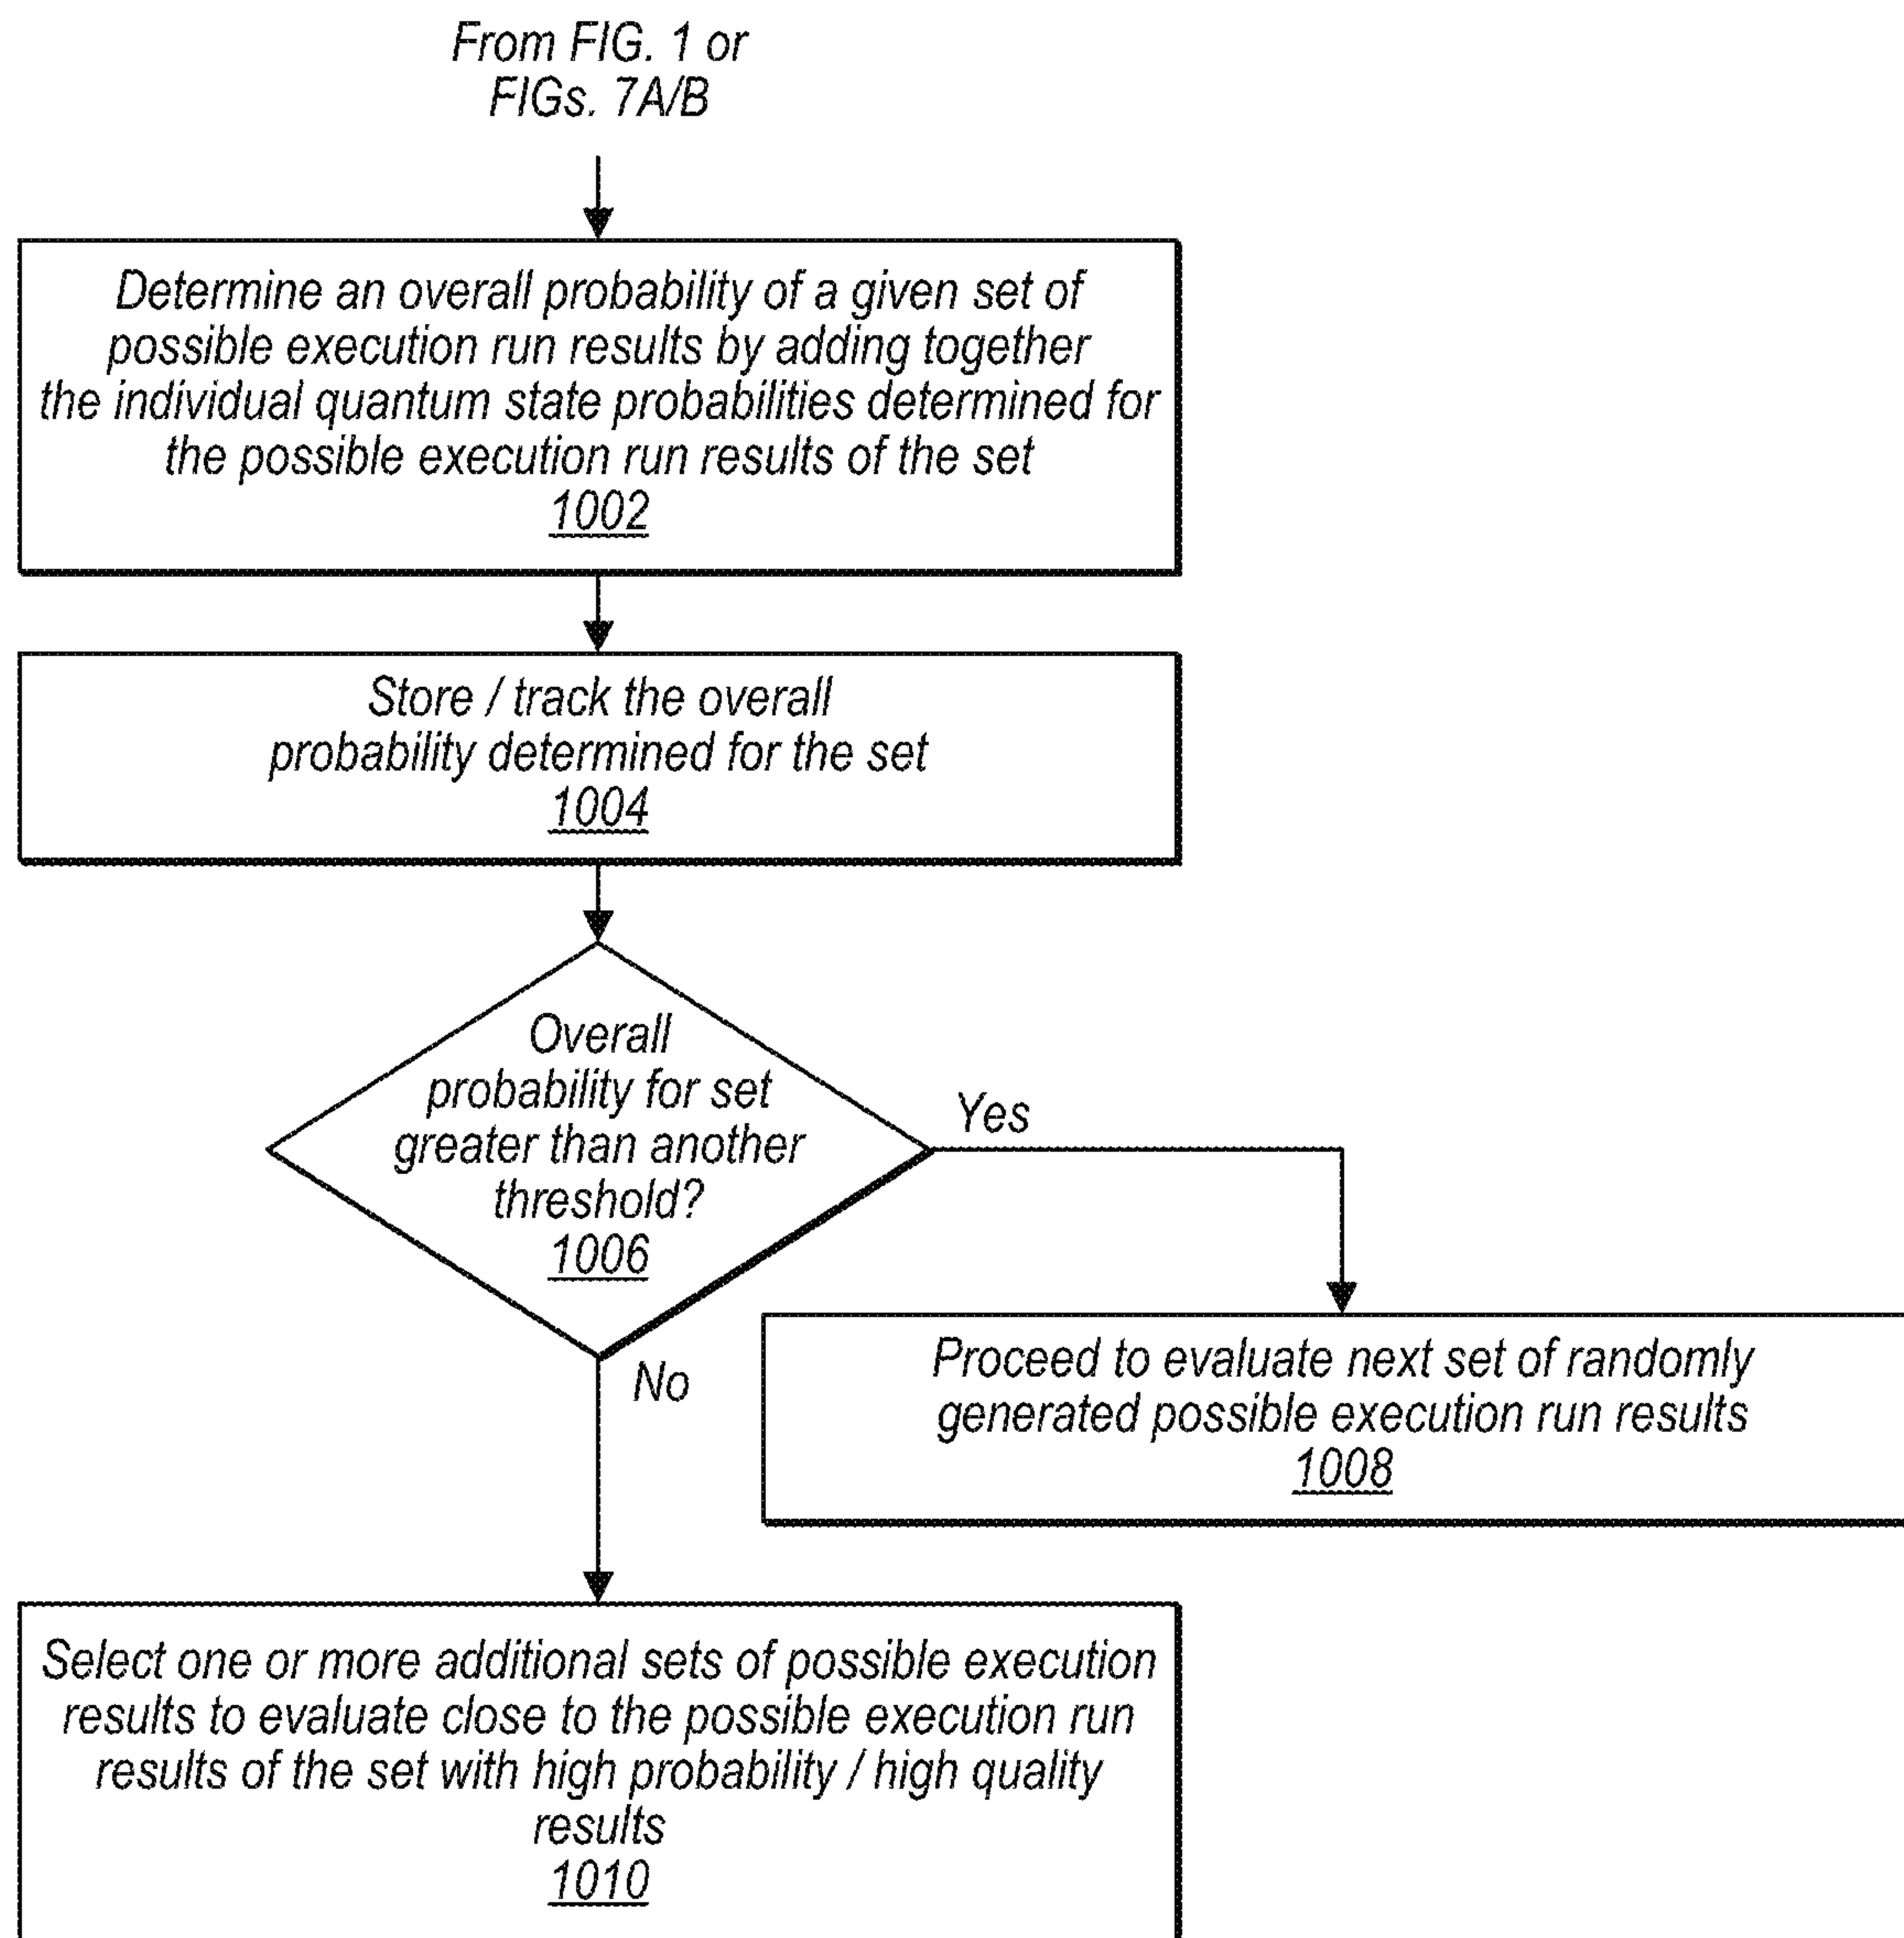 From FIG. 1 or
FIGs. 7A/B
Determine an overall probability of a given set of
possible execution run results by adding together
the individual quantum state probabilities determined for
the possible execution run results of the set
1002
Store / track the overall
probability determined for the set
1004
Overall
probability for set
greater than another
threshold?
1006
Yes
No
Proceed to evaluate next set of randomly
generated possible execution run results
1008
Select one or more additional sets of possible execution
results to evaluate close to the possible execution run
results of the set with high probability / high quality
results
1010